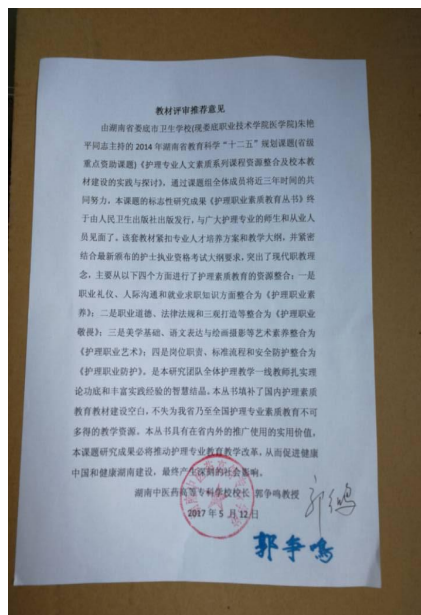 教材评审推荐意见
由湖南省娄底市卫生学校(现娄底职业技术学院医学院)朱艳
平同志主持的 2014 年湖南省教育科学“十二五”规划课题(省级
重点资助课题)《护理专业人文素质系列课程资源整合及校本教
材建设的实践与探讨》，通过课题组全体成员将近三年时间的共
同努力，本课题的标志性研究成果《护理职业素质教育丛书》终
于由人民卫生出版社出版发行，与广大护理专业的师生和从业人
员见面了。该套教材紧扣专业人才培养方案和教学大纲，并紧密
结合最新颁布的护士执业资格考试大纲要求，突出了现代职教理
念，主要从以下四个方面进行了护理素质教育的资源整合：一是
职业礼仪、人际沟通和就业求职知识方面整合为《护理职业素
养》；二是职业道德、法律法规和三观打造等整合为《护理职业
敬畏》；三是美学基础、语文表达与绘画摄影等艺术素养整合为
《护理职业艺术》；四是岗位职责、标准流程和安全防护整合为
《护理职业防护》。是本研究团队全体护理教学一线教师扎实理
论功底和丰富实践经验的智慧结晶。本丛书填补了国内护理素质
教育教材建设空白，不失为我省乃至全国护理专业素质教育不可
多得的教学资源。本丛书具有在省内外的推广使用的实用价值，
本课题研究成果必将推动护理专业教育教学改革，从而促进健康
中国和健康湖南建设，最终产生深刻的社会影响。
湖南中医药高等专科学校校长 郭争鸣教授
2017 年 5 月 12 日
郭争鸣